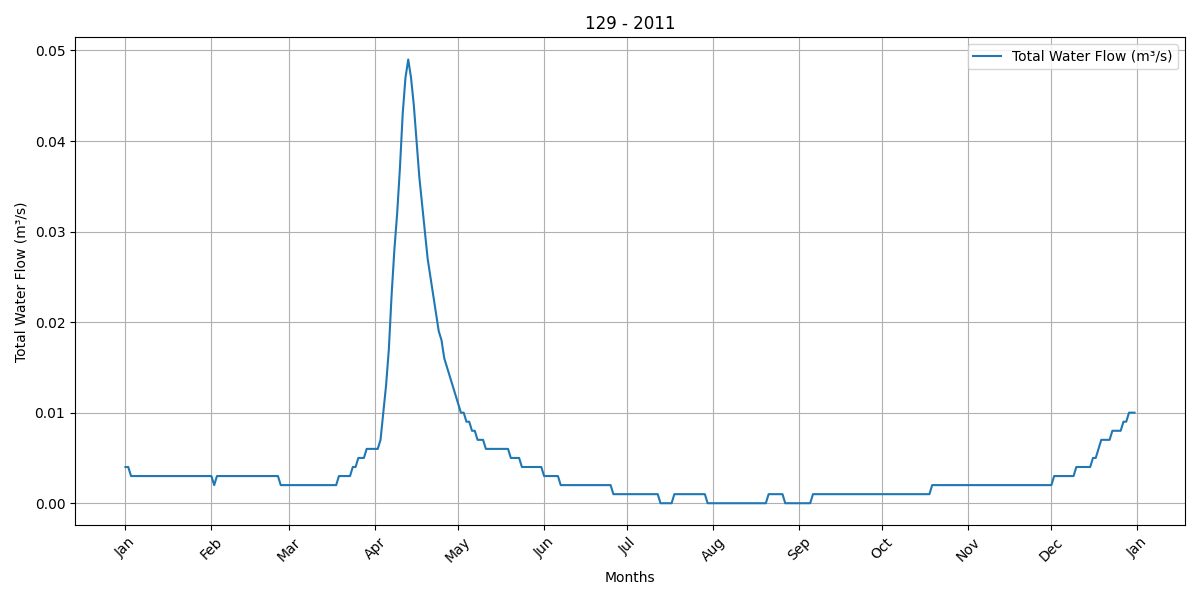 129 - 2011
Total Water Flow (m³/s)
0.05
0.04
0.03
0.02
0.01
0.00
Total Water Flow (m³/s)
Jan Feb Mar Apr May Jun Jul Aug Sep Oct Nov Dec Jan
Months